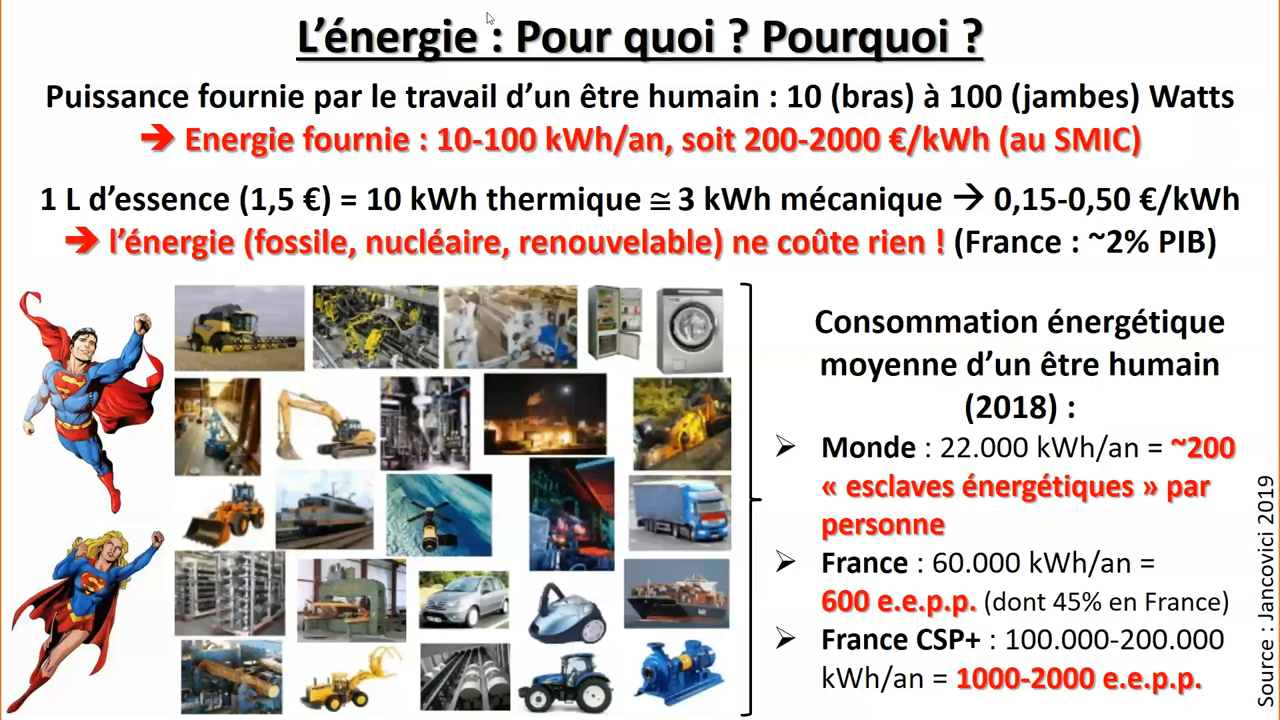 L’énergie : Pour quoi ? Pourquoi ?
Puissance fournie par le travail d’un être humain : 10 (bras) à 100 (jambes) Watts
➔ Energie fournie : 10-100 kWh/an, soit 200-2000 €/kWh (au SMIC)
1 L d’essence (1,5 €) = 10 kWh thermique ≅ 3 kWh mécanique → 0,15-0,50 €/kWh
➔ l’énergie (fossile, nucléaire, renouvelable) ne coûte rien ! (France : ~2% PIB)
Consommation énergétique
moyenne d’un être humain
(2018) :
➢ Monde : 22.000 kWh/an = ~200
« esclaves énergétiques » par
personne
➢ France : 60.000 kWh/an =
600 e.e.p.p. (dont 45% en France)
➢ France CSP+ : 100.000-200.000
kWh/an = 1000-2000 e.e.p.p.
Source : Jancovici 2019